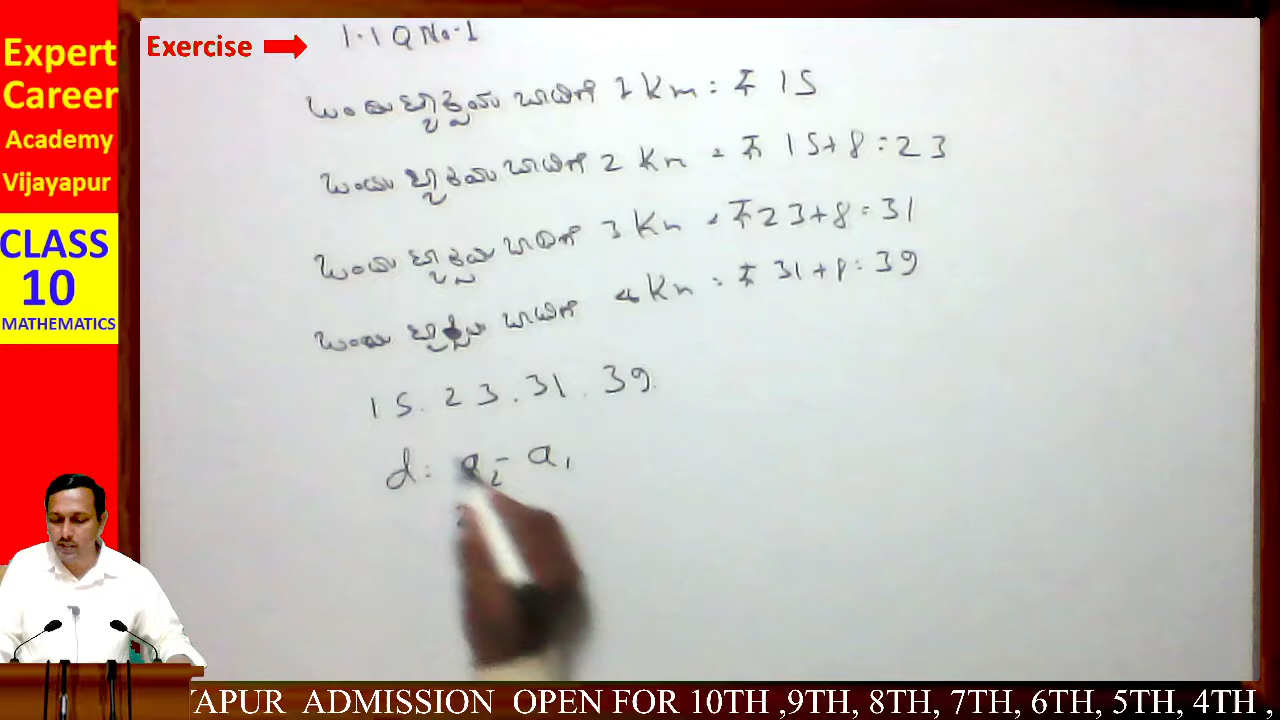 Expert
Career
Academy
Vijayapur
CLASS
10
MATHEMATICS
Exercise
1.1 Q No-1
ಒಂದು ಟ್ಯಾಕ್ಸಿಯ ಬಾಡಿಗೆ 1 Km = ₹ 15
ಒಂದು ಟ್ಯಾಕ್ಸಿಯ ಬಾಡಿಗೆ 2 Km = ₹ 15+8 = 23
ಒಂದು ಟ್ಯಾಕ್ಸಿಯ ಬಾಡಿಗೆ 3 Km = ₹ 23+8 = 31
ಒಂದು ಟ್ಯಾಕ್ಸಿಯ ಬಾಡಿಗೆ 4 Km = ₹ 31+8 = 39
15. 23. 31. 39.
d = a₂ - a₁
YAPUR ADMISSION OPEN FOR 10TH ,9TH, 8TH, 7TH, 6TH, 5TH, 4TH ,